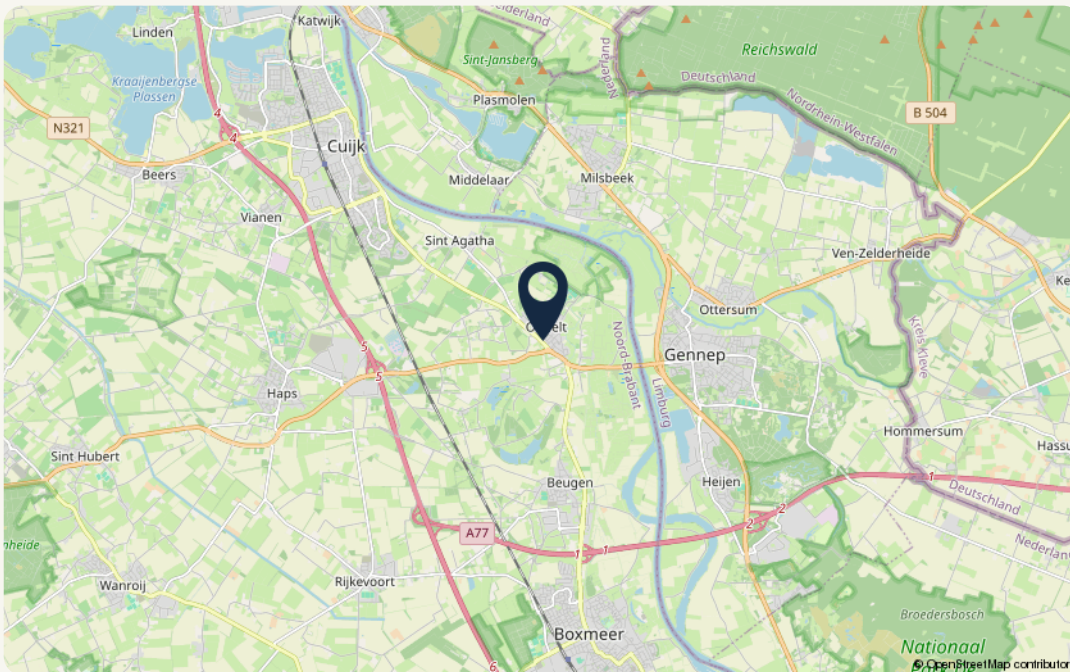 Linden
Katwijk
Nederland
Reichswald
Sint-Jansberg
Deutschland
Kraaijenbergse
Plassen
Plasmolen
Nordrhein-Westfalen
B 504
4
N321
4
Cuijk
Beers
Middelaar
Milsbeek
Vianen
Sint Agatha
Ven-Zelderheide
Ottersum
5
Gennep
Noord-Brabant
Kreis Kleve
5
Limburg
Haps
Hommersum
Sint Hubert
Beugen
Heijen
1
Deutschland
2
2
A77
1
1
Wanroij
Rijkevoort
Broedersbosch
Boxmeer
Nationaal
6
© OpenStreetMap contributor